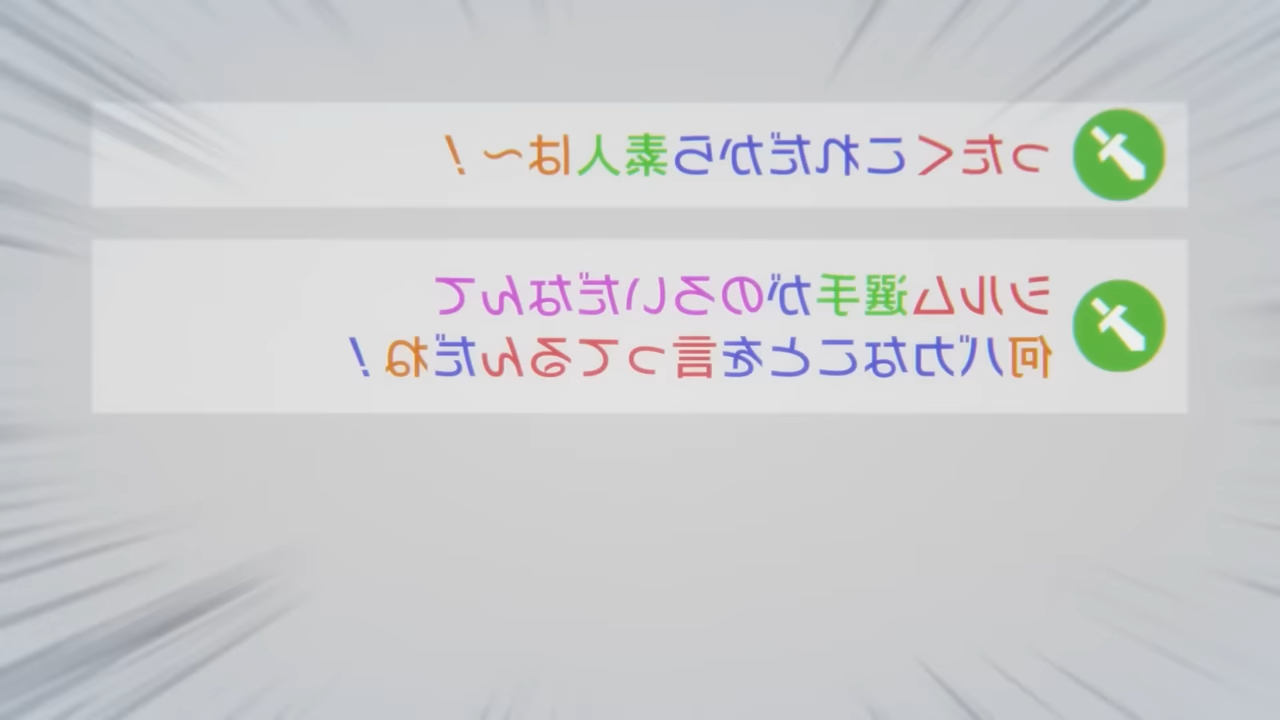 ったくこれだから素人は～！
シルム選手がのろいだなんて
何バカなことを言ってるんだね！